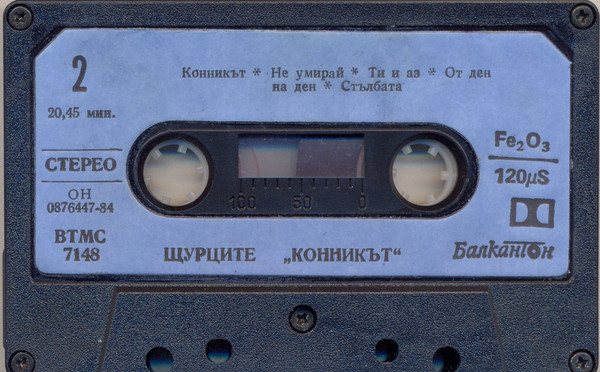 2
Конникът * Не умирай * Ти и аз * От ден
на ден * Стълбата
20,45 мин.
СТЕРЕО
ОН
0876447-84
ВТМС
7148
100 50 0
Fe₂O₃
120µS
ЩУРЦИТЕ „КОННИКЪТ“
Балкантон